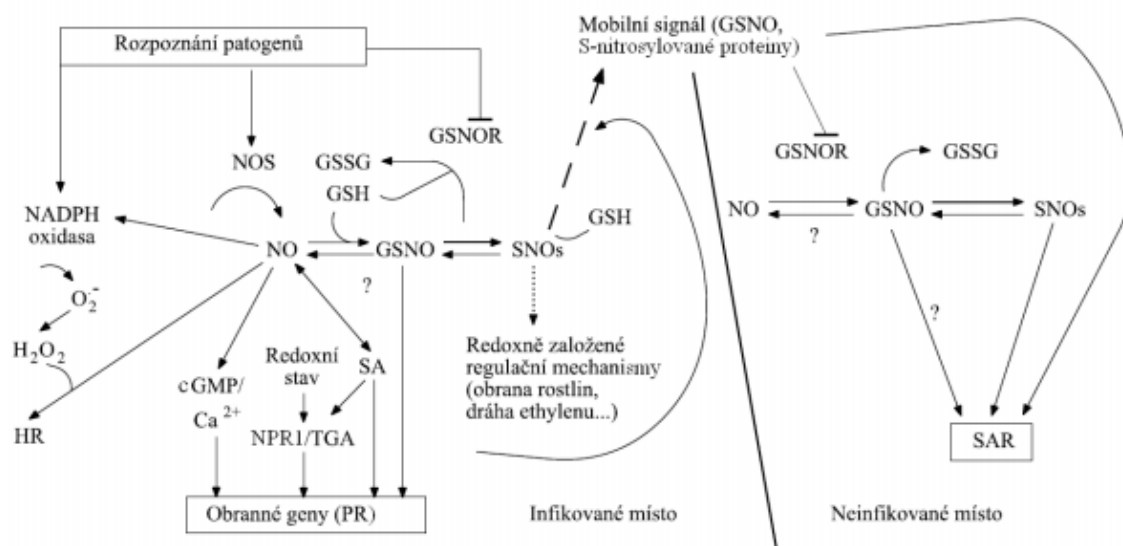 Mobilní signál (GSNO,
S-nitrosylované proteiny)
Rozpoznání patogenů
GSNOR
NOS
GSSG
GSH
NADPH
oxidasa
NO
GSNO
SNOs
GSH
?
O2·-
H2O2
HR
cGMP/
Ca 2+
Redoxní
stav
SA
NPR1/TGA
Redoxně založené
regulační mechanismy
(obrana rostlin,
dráha ethylenu...)
Obranné geny (PR)
Infikované místo
GSNOR
GSSG
NO
GSNO
SNOs
?
?
SAR
Neinfikované místo